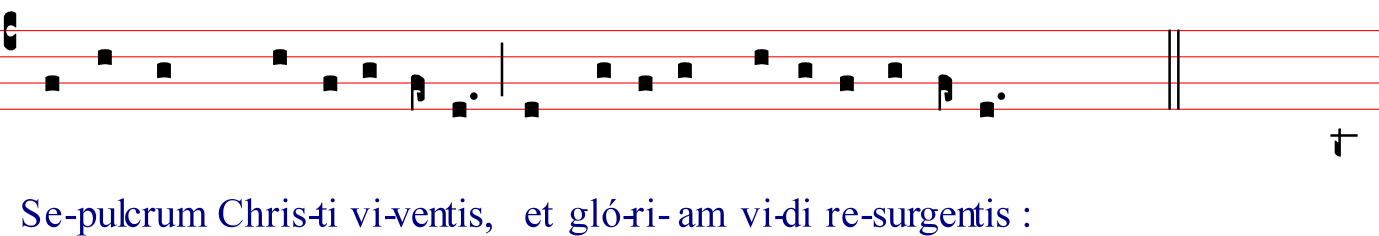 Se-pulcrum Chris-ti vi-ventis, et gló-ri- am vi-di re-surgentis :